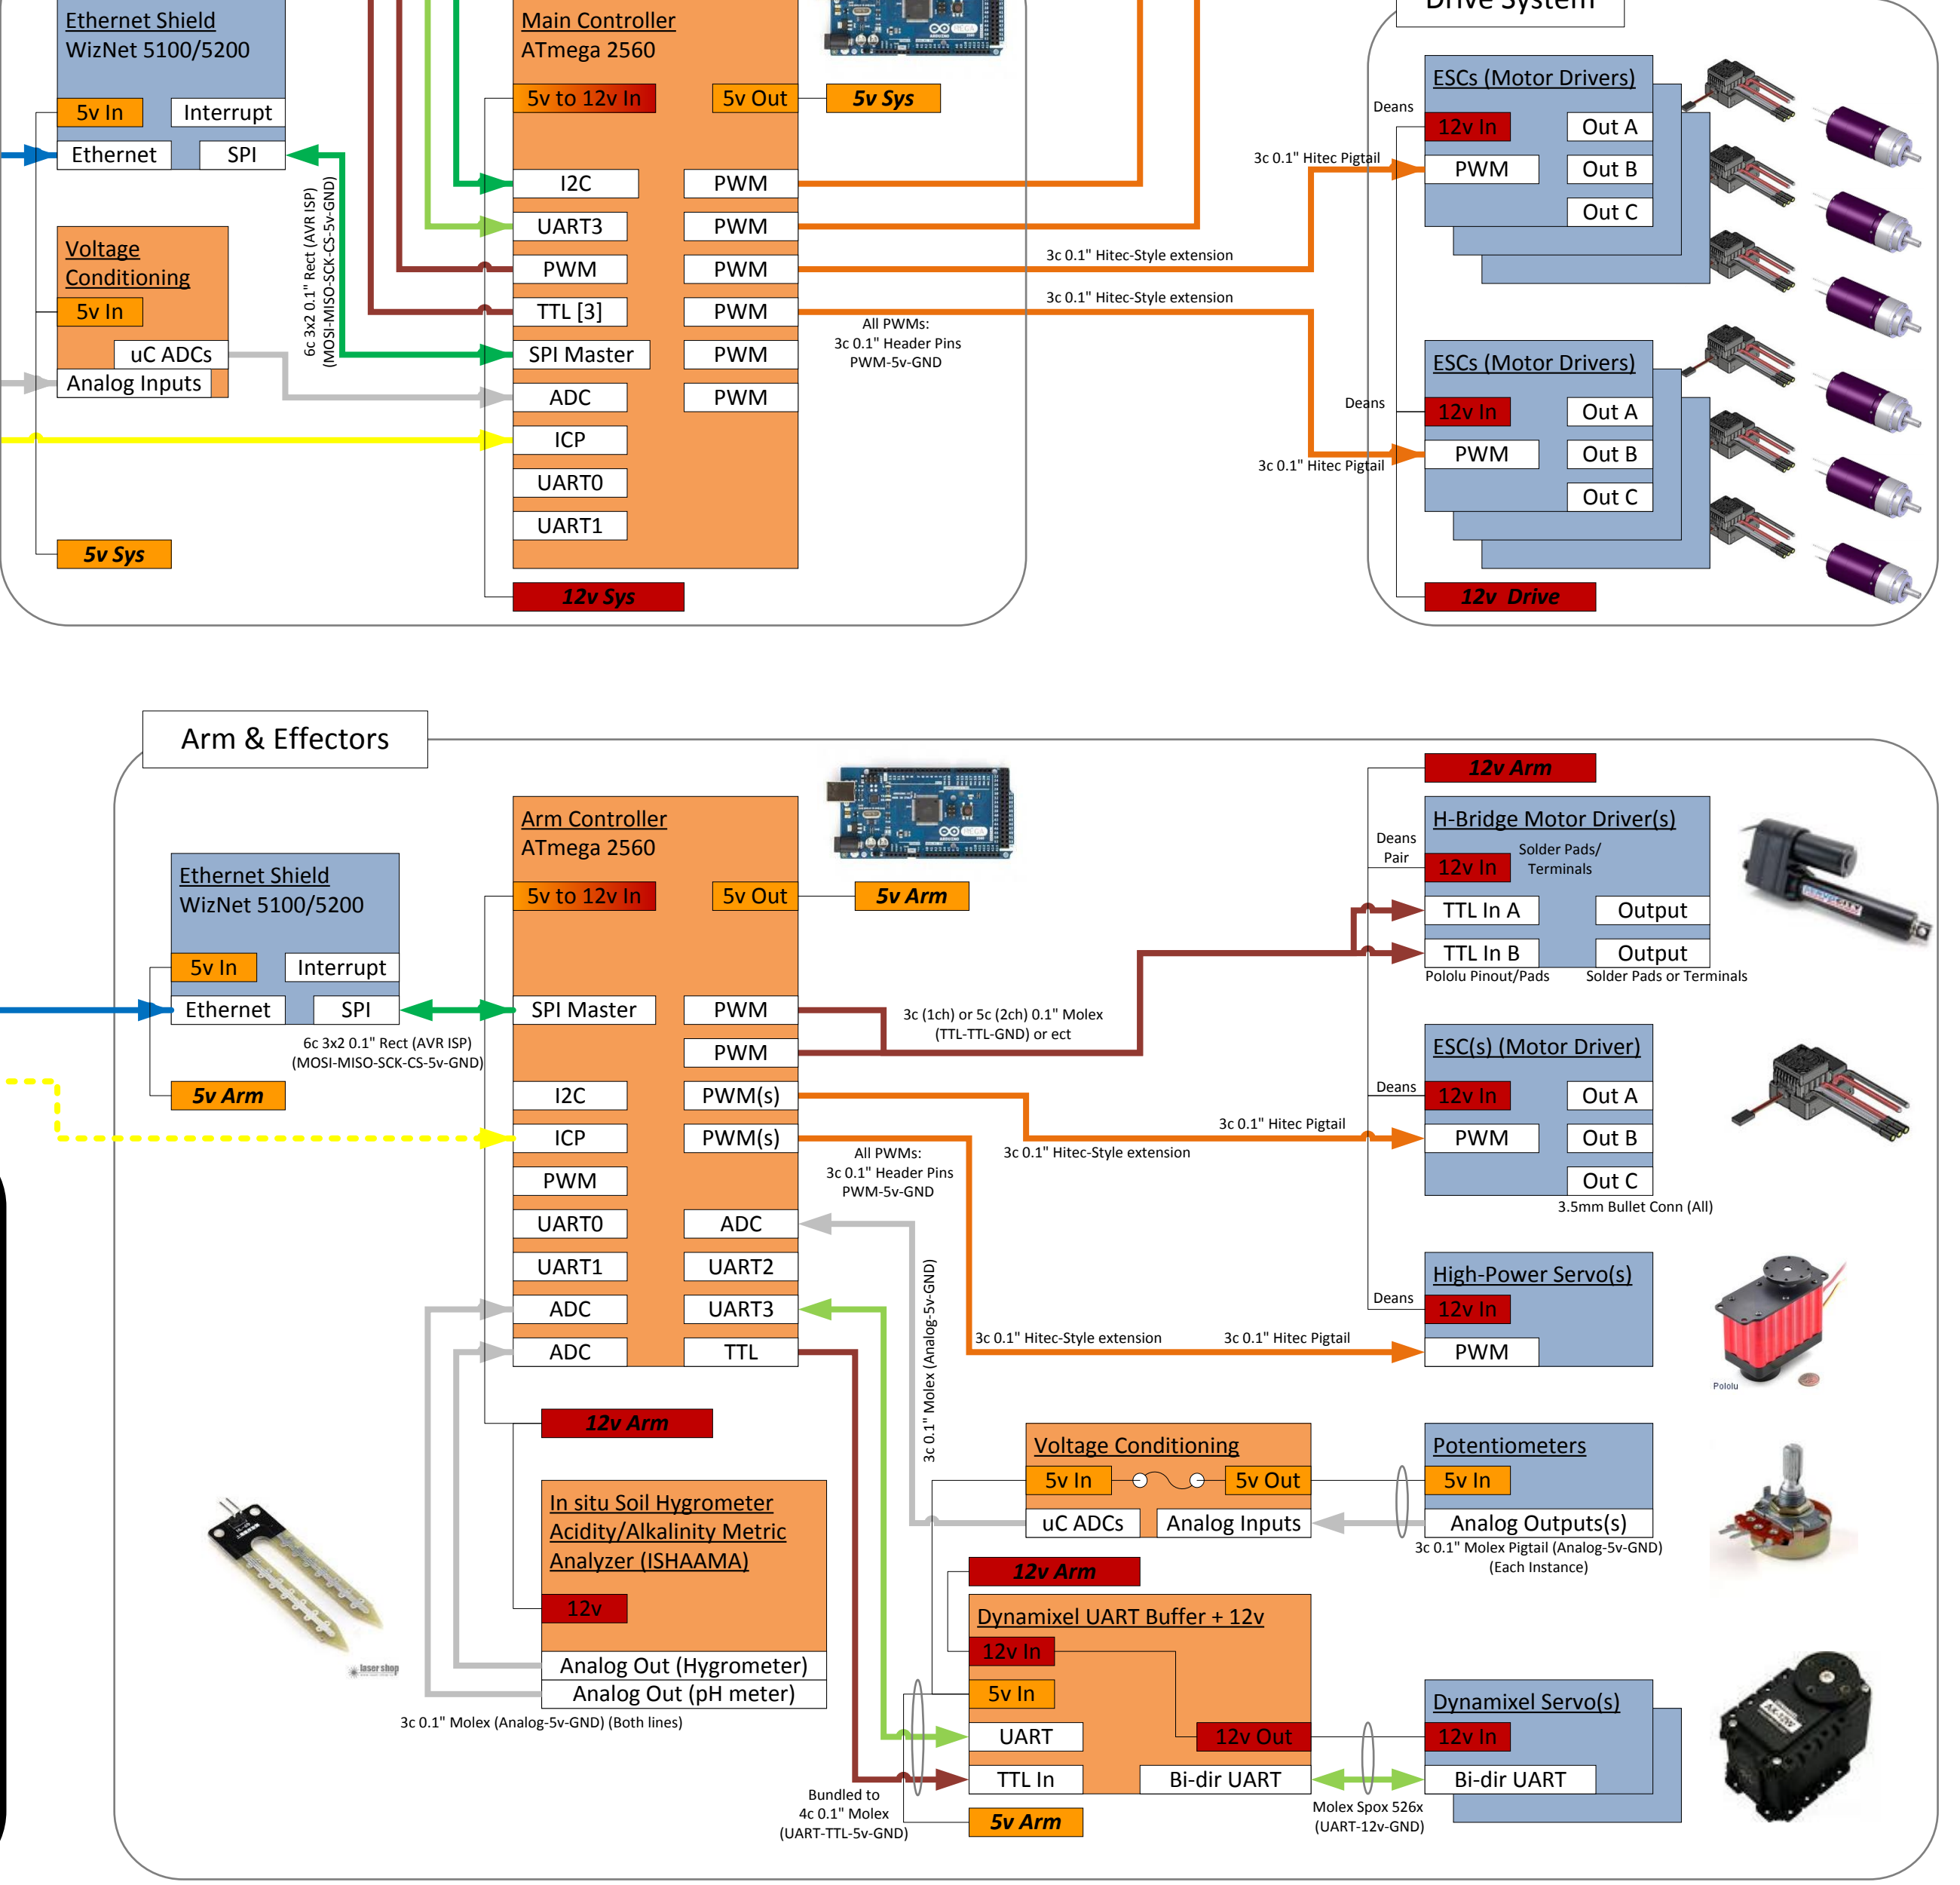 Ethernet Shield
WizNet 5100/5200
5v In
Interrupt
Ethernet
SPI
Voltage
Conditioning
5v In
uC ADCs
Analog Inputs
5v Sys
6c 3x2 0.1" Rect (AVR ISP)
(MOSI-MISO-SCK-CS-5v-GND)
Main Controller
ATmega 2560
5v to 12v In
5v Out
5v Sys
I2C
PWM
UART3
PWM
PWM
PWM
TTL [3]
PWM
SPI Master
PWM
ADC
PWM
ICP
UART0
UART1
12v Sys
3c 0.1" Hitec-Style extension
3c 0.1" Hitec-Style extension
All PWMs:
3c 0.1" Header Pins
PWM-5v-GND
Drive System
ESCs (Motor Drivers)
Deans
12v In
Out A
3c 0.1" Hitec Pigtail
PWM
Out B
Out C
ESCs (Motor Drivers)
Deans
12v In
Out A
3c 0.1" Hitec Pigtail
PWM
Out B
Out C
12v Drive
Arm & Effectors
Ethernet Shield
WizNet 5100/5200
5v In
Interrupt
Ethernet
SPI
6c 3x2 0.1" Rect (AVR ISP)
(MOSI-MISO-SCK-CS-5v-GND)
5v Arm
Arm Controller
ATmega 2560
5v to 12v In
5v Out
5v Arm
SPI Master
PWM
PWM
I2C
PWM(s)
ICP
PWM(s)
PWM
UART0
ADC
UART1
UART2
ADC
UART3
ADC
TTL
12v Arm
3c (1ch) or 5c (2ch) 0.1" Molex
(TTL-TTL-GND) or ect
All PWMs:
3c 0.1" Header Pins
PWM-5v-GND
3c 0.1" Hitec Pigtail
3c 0.1" Hitec-Style extension
3c 0.1" Molex (Analog-5v-GND)
3c 0.1" Hitec-Style extension
3c 0.1" Hitec Pigtail
12v Arm
H-Bridge Motor Driver(s)
Deans
Pair
12v In
Solder Pads/
Terminals
TTL In A
Output
TTL In B
Output
Pololu Pinout/Pads
Solder Pads or Terminals
ESC(s) (Motor Driver)
Deans
12v In
Out A
PWM
Out B
Out C
3.5mm Bullet Conn (All)
High-Power Servo(s)
Deans
12v In
PWM
Pololu
In situ Soil Hygrometer
Acidity/Alkalinity Metric
Analyzer (ISHAAMA)
12v
Analog Out (Hygrometer)
Analog Out (pH meter)
3c 0.1" Molex (Analog-5v-GND) (Both lines)
laser shop
Voltage Conditioning
5v In
5v Out
uC ADCs
Analog Inputs
Potentiometers
5v In
Analog Outputs(s)
3c 0.1" Molex Pigtail (Analog-5v-GND)
(Each Instance)
12v Arm
Dynamixel UART Buffer + 12v
12v In
5v In
UART
12v Out
TTL In
Bi-dir UART
5v Arm
Bundled to
4c 0.1" Molex
(UART-TTL-5v-GND)
Molex Spox 526x
(UART-12v-GND)
Dynamixel Servo(s)
12v In
Bi-dir UART